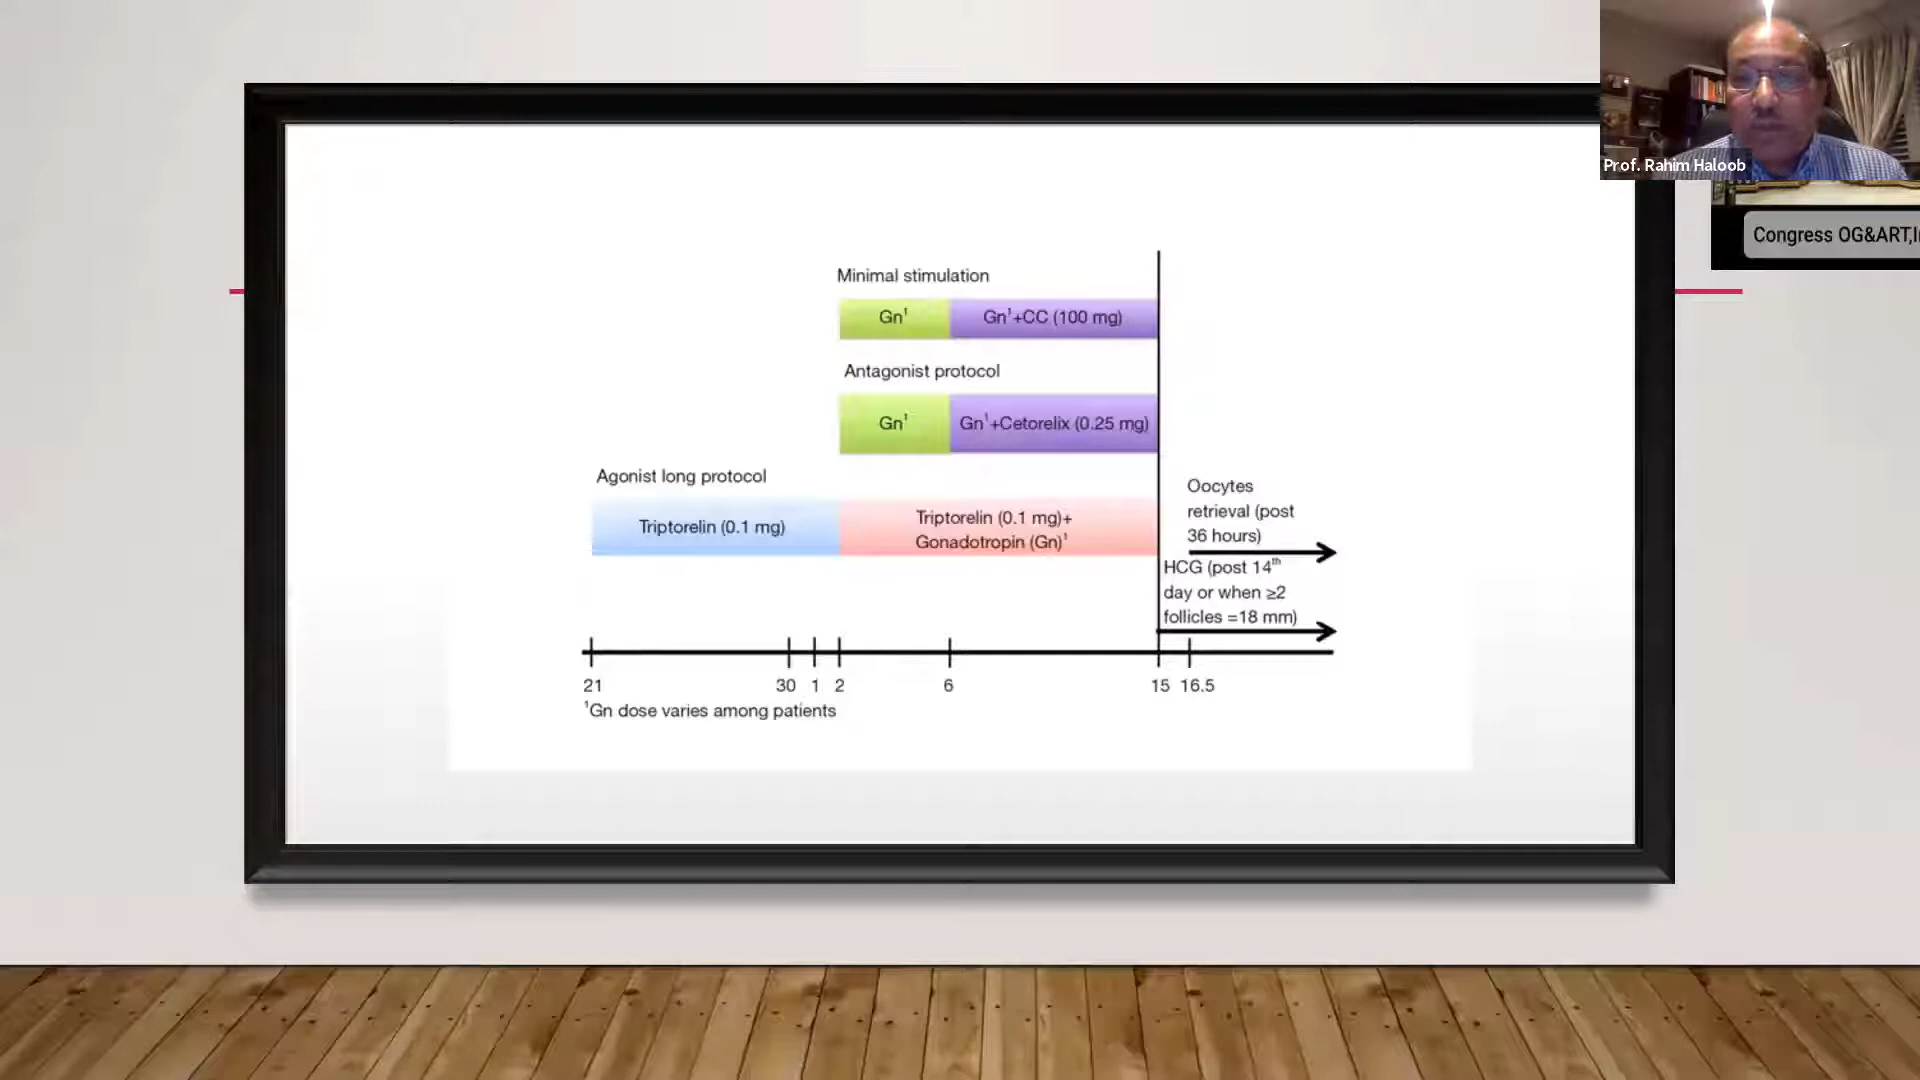 Prof. Rahim Haloob
Congress OG&ART,
Minimal stimulation
Gn¹
Gn¹+CC (100 mg)
Antagonist protocol
Gn¹
Gn¹+Cetorelix (0.25 mg)
Agonist long protocol
Triptorelin (0.1 mg)
Triptorelin (0.1 mg)+
Gonadotropin (Gn)¹
Oocytes
retrieval (post
36 hours)
HCG (post 14th
day or when ≥2
follicles =18 mm)
21 30 1 2 6 15 16.5
¹Gn dose varies among patients